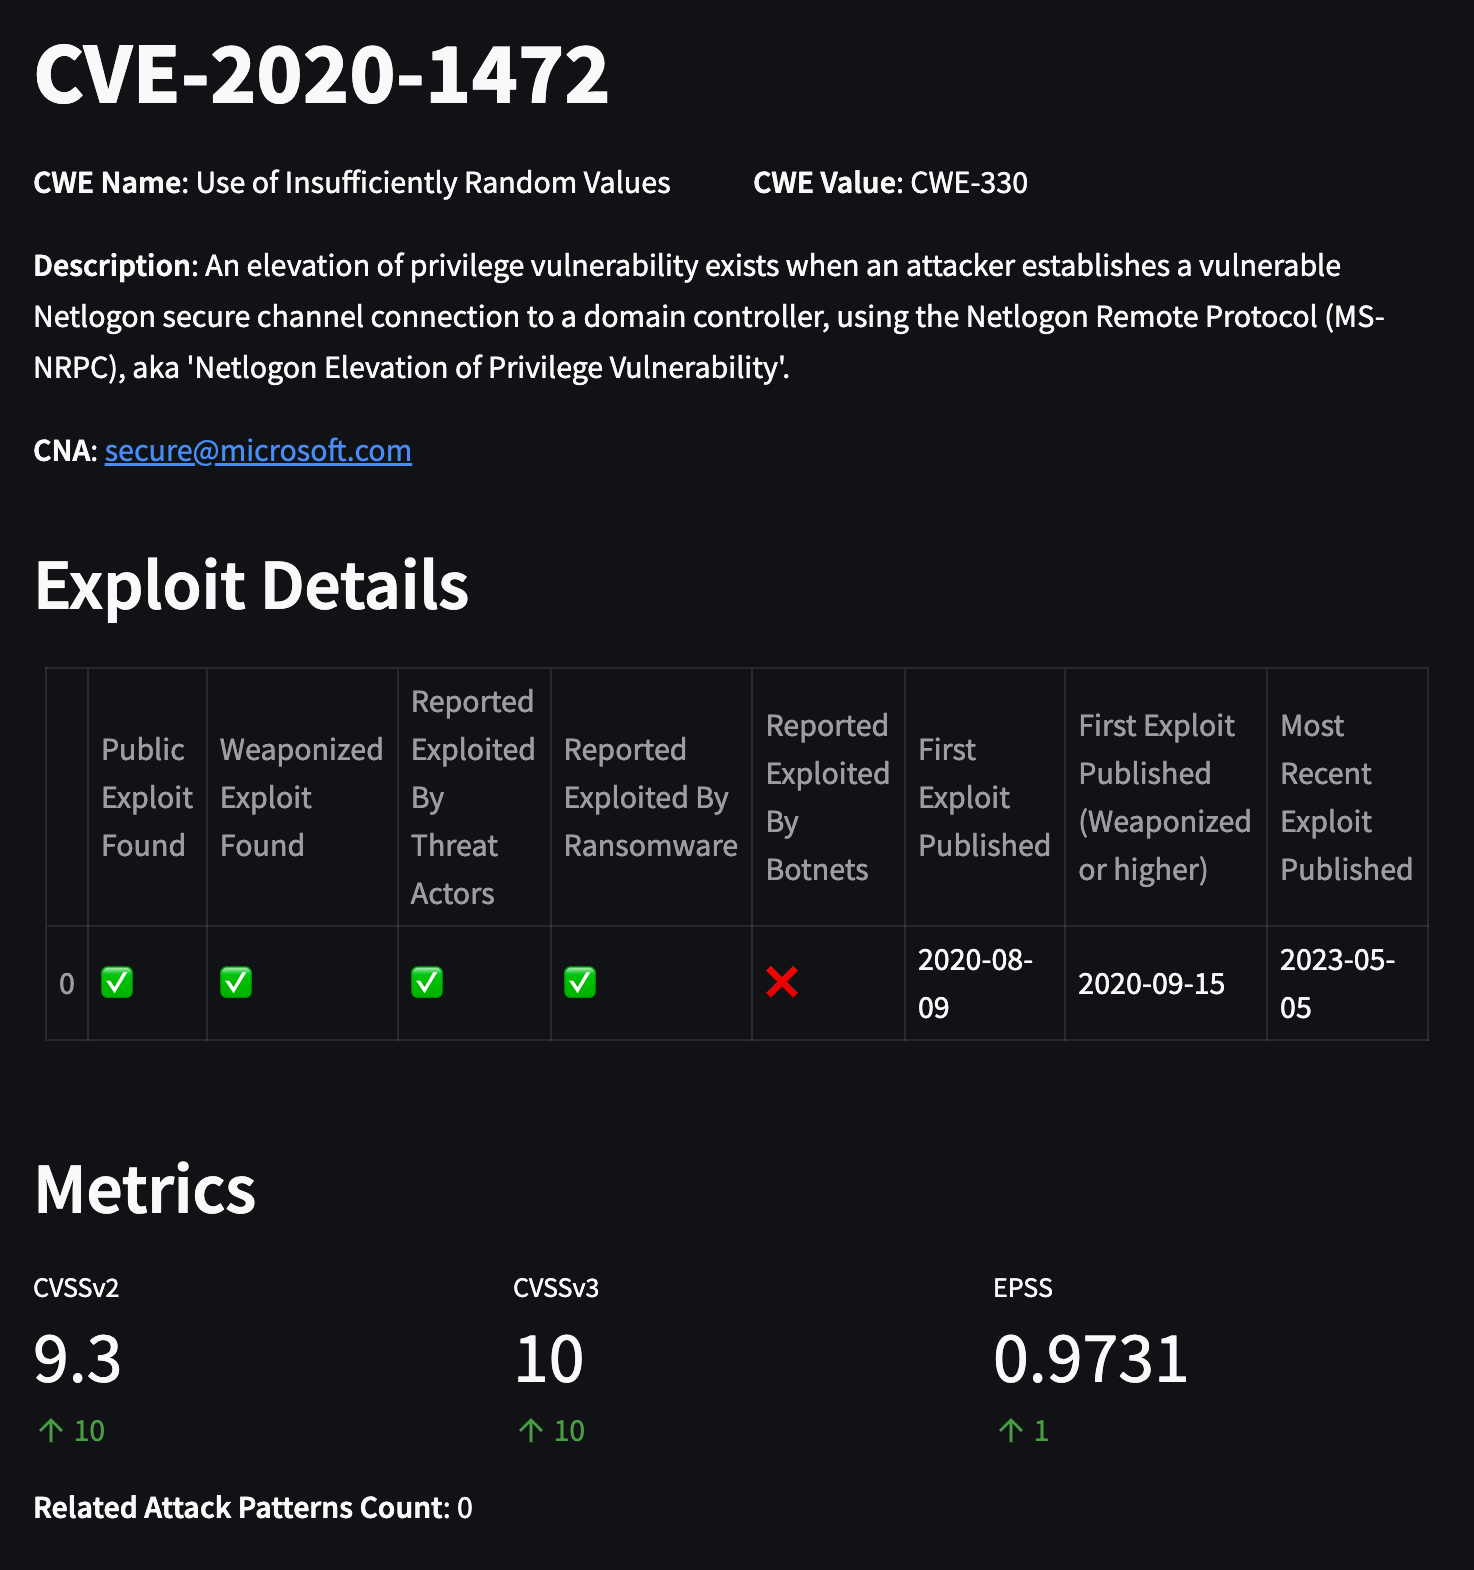 CVE-2020-1472
CWE Name: Use of Insufficiently Random Values
CWE Value: CWE-330
Description: An elevation of privilege vulnerability exists when an attacker establishes a vulnerable
Netlogon secure channel connection to a domain controller, using the Netlogon Remote Protocol (MS-
NRPC), aka 'Netlogon Elevation of Privilege Vulnerability'.
CNA: secure@microsoft.com
Exploit Details
Public
Exploit
Found
Weaponized
Exploit
Found
Reported
Exploited
By
Threat
Actors
Reported
Exploited By
Ransomware
Reported
Exploited
By
Botnets
First
Exploit
Published
First Exploit
Published
(Weaponized
or higher)
Most
Recent
Exploit
Published
0
✅
✅
✅
✅
❌
2020-08-
09
2020-09-15
2023-05-
05
Metrics
CVSSv2
9.3
↑ 10
CVSSv3
10
↑ 10
EPSS
0.9731
↑ 1
Related Attack Patterns Count: 0